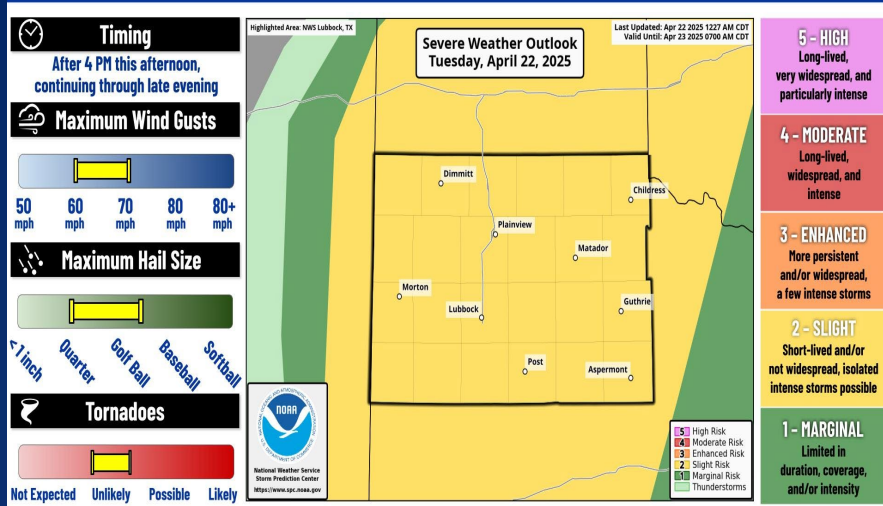 Timing
After 4 PM this afternoon,
continuing through late evening
Maximum Wind Gusts
50 mph
60 mph
70 mph
80 mph
80+ mph
Maximum Hail Size
< 1 inch
Quarter
Golf Ball
Baseball
Softball
Tornadoes
Not Expected
Unlikely
Possible
Likely
Highlighted Area: NWS Lubbock, TX
Last Updated: Apr 22 2025 1227 AM CDT
Valid Until: Apr 23 2025 0700 AM CDT
Severe Weather Outlook
Tuesday, April 22, 2025
Dimmitt
Childress
Plainview
Matador
Morton
Lubbock
Guthrie
Post
Aspermont
NOAA
National Weather Service
Storm Prediction Center
https://www.spc.noaa.gov
5 High Risk
4 Moderate Risk
3 Enhanced Risk
2 Slight Risk
1 Marginal Risk
Thunderstorms
5 - HIGH
Long-lived,
very widespread, and
particularly intense
4 - MODERATE
Long-lived,
widespread, and
intense
3 - ENHANCED
More persistent
and/or widespread,
a few intense storms
2 - SLIGHT
Short-lived and/or
not widespread, isolated
intense storms possible
1 - MARGINAL
Limited in
duration, coverage,
and/or intensity